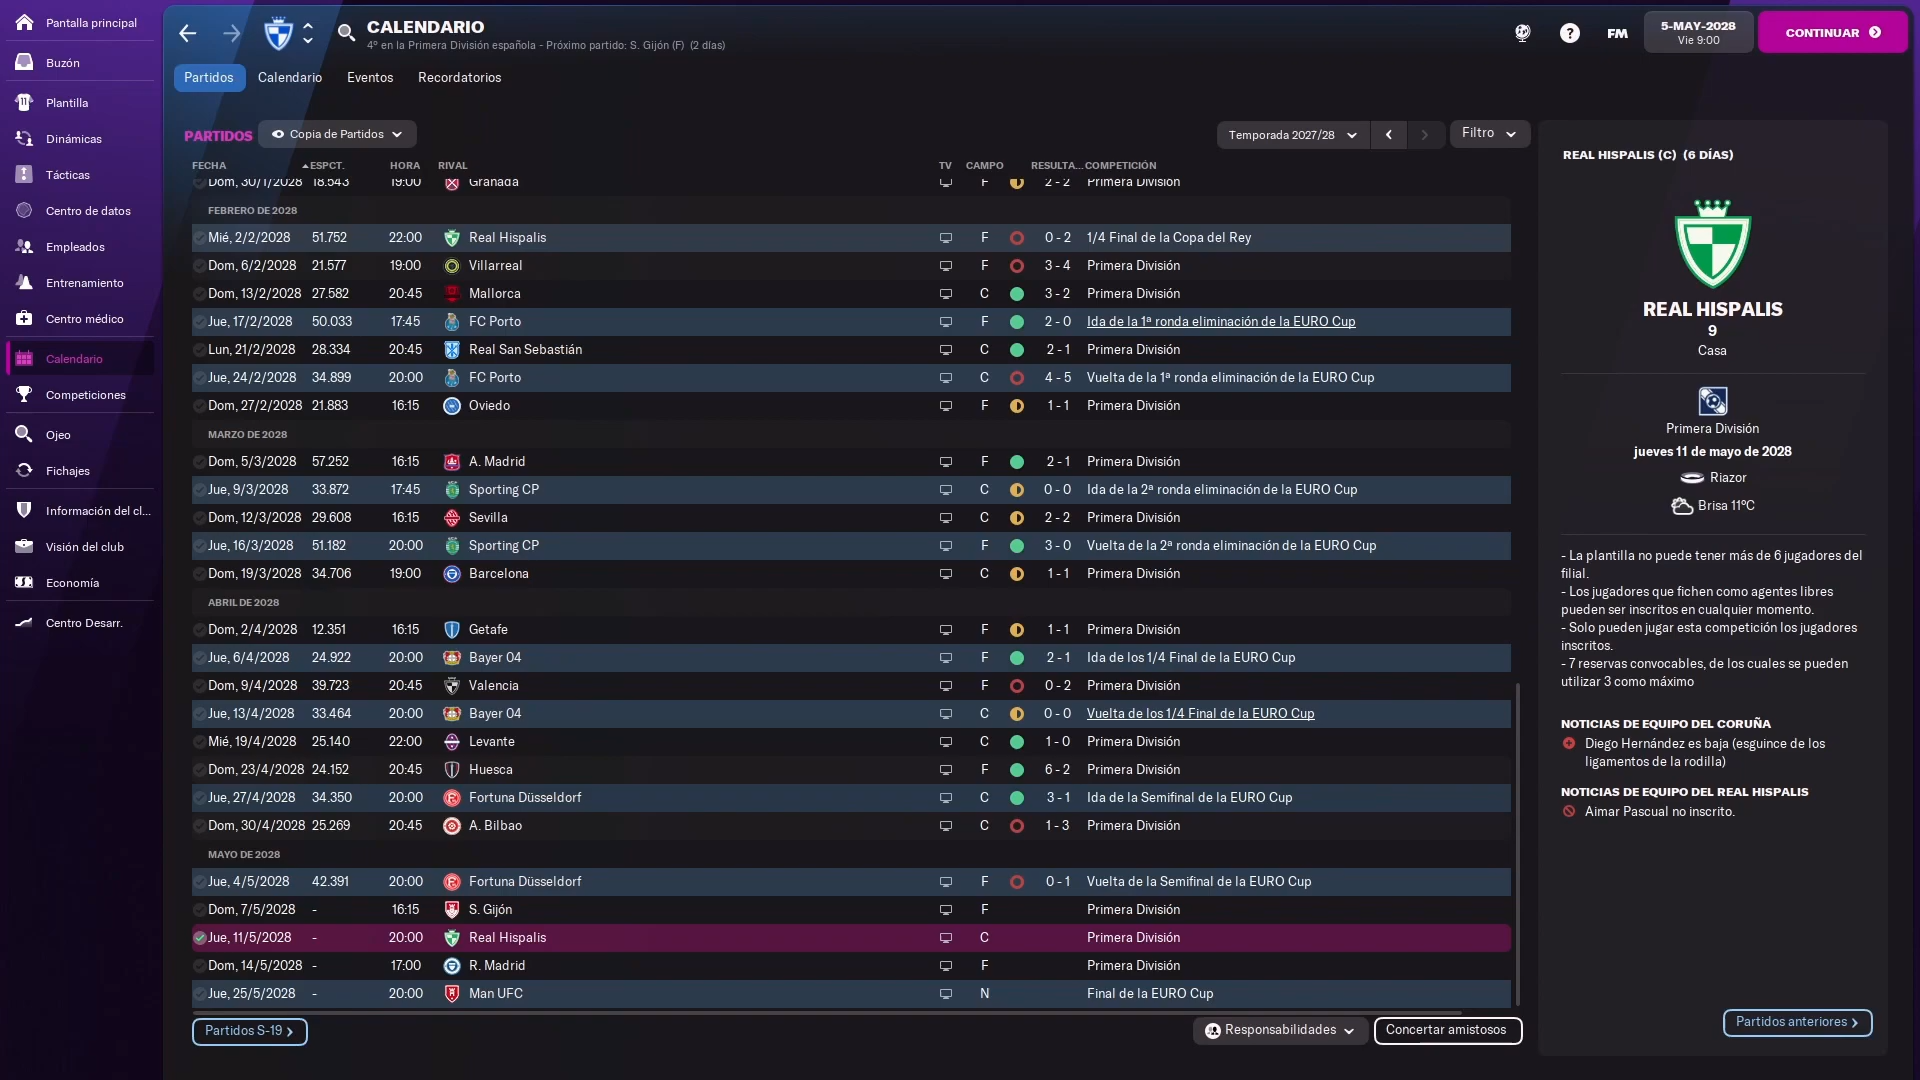 Pantalla principal
Buzón
Plantilla
Dinámicas
Tácticas
Centro de datos
Empleados
Entrenamiento
Centro médico
Calendario
Competiciones
Ojeo
Fichajes
Información del cl...
Visión del club
Economía
Centro Desarr.
CALENDARIO
4º en la Primera División española - Próximo partido: S. Gijón (F) (2 días)
FM
5-MAY-2028
Vie 9:00
CONTINUAR
Partidos Calendario Eventos Recordatorios
PARTIDOS Copia de Partidos Temporada 2027/28 Filtro
FECHA ESPCT. HORA RIVAL TV CAMPO RESULTA... COMPETICIÓN
Dom, 30/1/2028 18.543 19:00 Granada F 2 - 2 Primera División
FEBRERO DE 2028
Mié, 2/2/2028 51.752 22:00 Real Hispalis F 0 - 2 1/4 Final de la Copa del Rey
Dom, 6/2/2028 21.577 19:00 Villarreal F 3 - 4 Primera División
Dom, 13/2/2028 27.582 20:45 Mallorca C 3 - 2 Primera División
Jue, 17/2/2028 50.033 17:45 FC Porto F 2 - 0 Ida de la 1ª ronda eliminación de la EURO Cup
Lun, 21/2/2028 28.334 20:45 Real San Sebastián C 2 - 1 Primera División
Jue, 24/2/2028 34.899 20:00 FC Porto C 4 - 5 Vuelta de la 1ª ronda eliminación de la EURO Cup
Dom, 27/2/2028 21.883 16:15 Oviedo F 1 - 1 Primera División
MARZO DE 2028
Dom, 5/3/2028 57.252 16:15 A. Madrid F 2 - 1 Primera División
Jue, 9/3/2028 33.872 17:45 Sporting CP C 0 - 0 Ida de la 2ª ronda eliminación de la EURO Cup
Dom, 12/3/2028 29.608 16:15 Sevilla C 2 - 2 Primera División
Jue, 16/3/2028 51.182 20:00 Sporting CP F 3 - 0 Vuelta de la 2ª ronda eliminación de la EURO Cup
Dom, 19/3/2028 34.706 19:00 Barcelona C 1 - 1 Primera División
ABRIL DE 2028
Dom, 2/4/2028 12.351 16:15 Getafe F 1 - 1 Primera División
Jue, 6/4/2028 24.922 20:00 Bayer 04 F 2 - 1 Ida de los 1/4 Final de la EURO Cup
Dom, 9/4/2028 39.723 20:45 Valencia F 0 - 2 Primera División
Jue, 13/4/2028 33.464 20:00 Bayer 04 C 0 - 0 Vuelta de los 1/4 Final de la EURO Cup
Mié, 19/4/2028 25.140 22:00 Levante C 1 - 0 Primera División
Dom, 23/4/2028 24.152 20:45 Huesca F 6 - 2 Primera División
Jue, 27/4/2028 34.350 20:00 Fortuna Düsseldorf C 3 - 1 Ida de la Semifinal de la EURO Cup
Dom, 30/4/2028 25.269 20:45 A. Bilbao C 1 - 3 Primera División
MAYO DE 2028
Jue, 4/5/2028 42.391 20:00 Fortuna Düsseldorf F 0 - 1 Vuelta de la Semifinal de la EURO Cup
Dom, 7/5/2028 - 16:15 S. Gijón F Primera División
Jue, 11/5/2028 - 20:00 Real Hispalis C Primera División
Dom, 14/5/2028 - 17:00 R. Madrid F Primera División
Jue, 25/5/2028 - 20:00 Man UFC N Final de la EURO Cup
Partidos S-19 Responsabilidades Concertar amistosos
REAL HISPALIS (C) (6 DÍAS)
REAL HISPALIS
9
Casa
Primera División
jueves 11 de mayo de 2028
Riazor
Brisa 11ºC
- La plantilla no puede tener más de 6 jugadores del
filial.
- Los jugadores que fichen como agentes libres
pueden ser inscritos en cualquier momento.
- Solo pueden jugar esta competición los jugadores
inscritos.
- 7 reservas convocables, de los cuales se pueden
utilizar 3 como máximo
NOTICIAS DE EQUIPO DEL CORUÑA
Diego Hernández es baja (esguince de los
ligamentos de la rodilla)
NOTICIAS DE EQUIPO DEL REAL HISPALIS
Aimar Pascual no inscrito.
Partidos anteriores